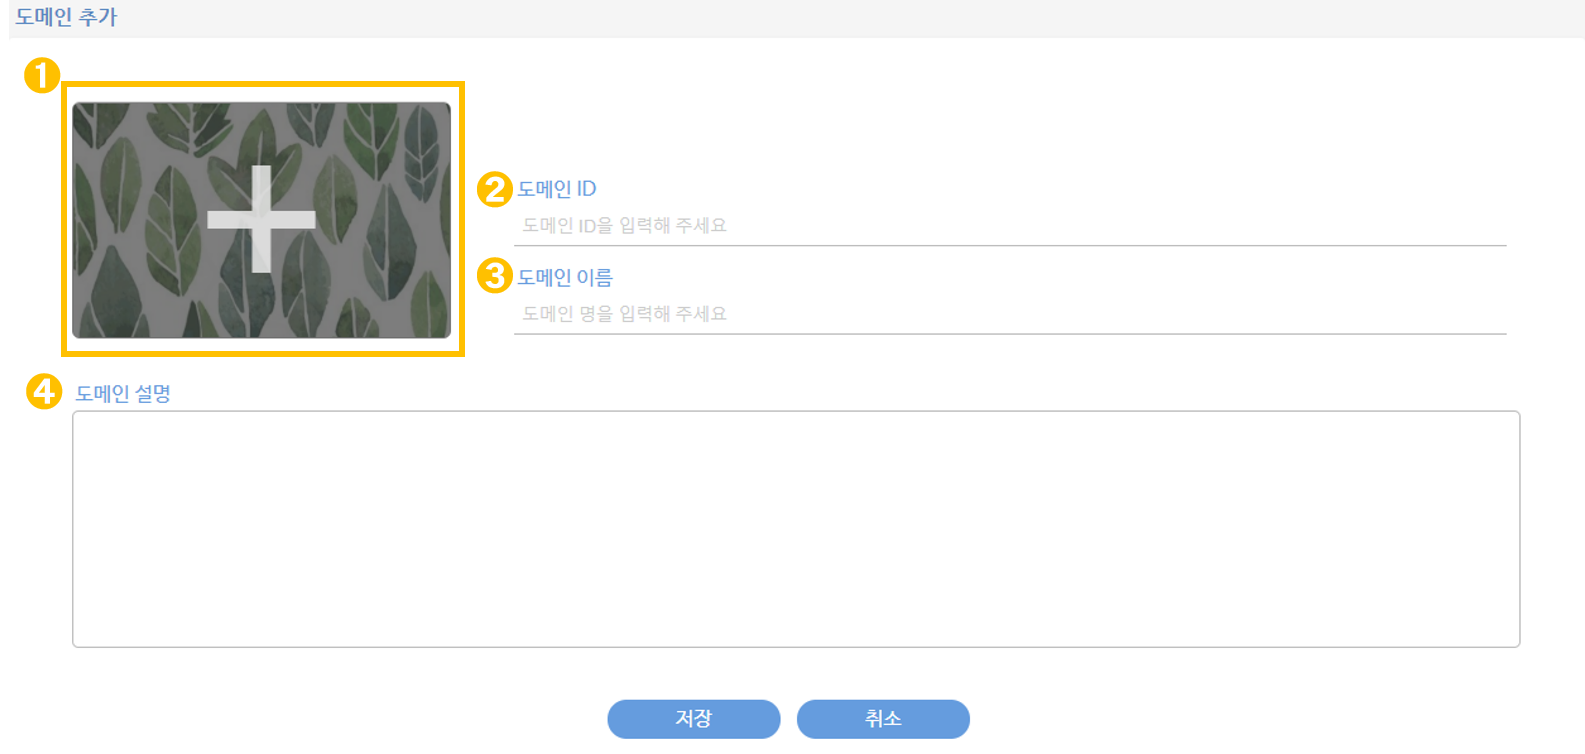 도메인 추가
1
2 도메인 ID
도메인 ID을 입력해 주세요
3 도메인 이름
도메인 명을 입력해 주세요
4 도메인 설명
저장 취소